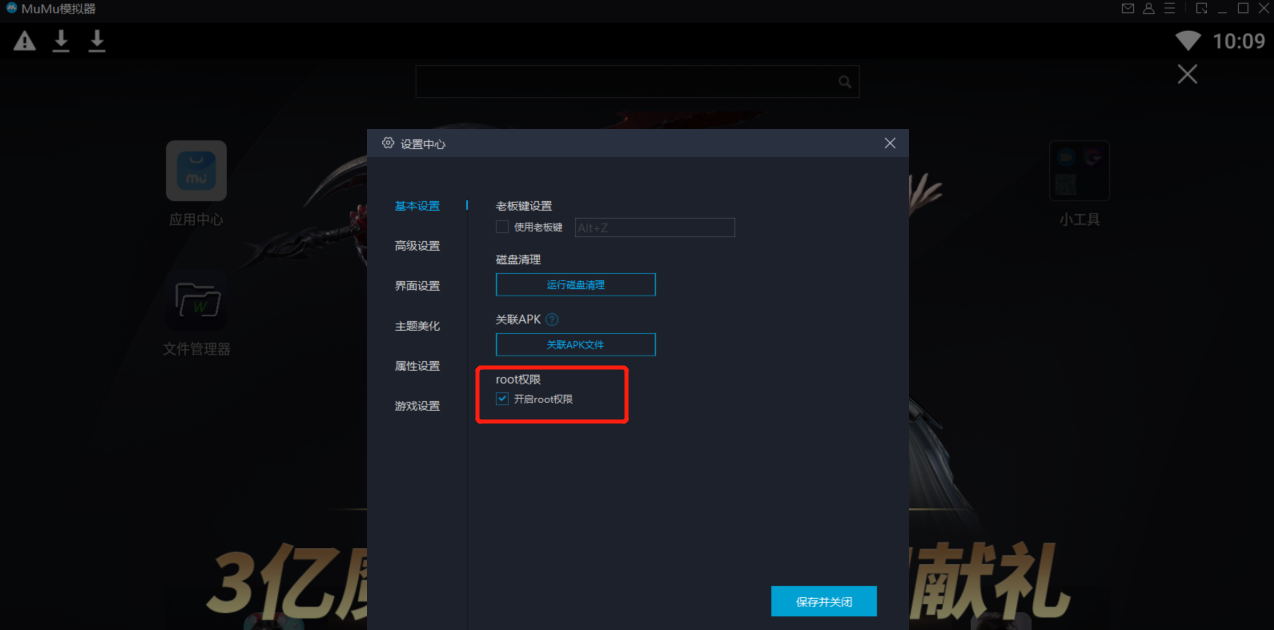 MuMu模拟器
10:09
设置中心
mu
应用中心
小工具
W
文件管理器
基本设置
高级设置
界面设置
主题美化
属性设置
游戏设置
老板键设置
使用老板键 Alt+Z
磁盘清理
运行磁盘清理
关联APK ?
关联APK文件
root权限
开启root权限
3亿
献礼
保存并关闭